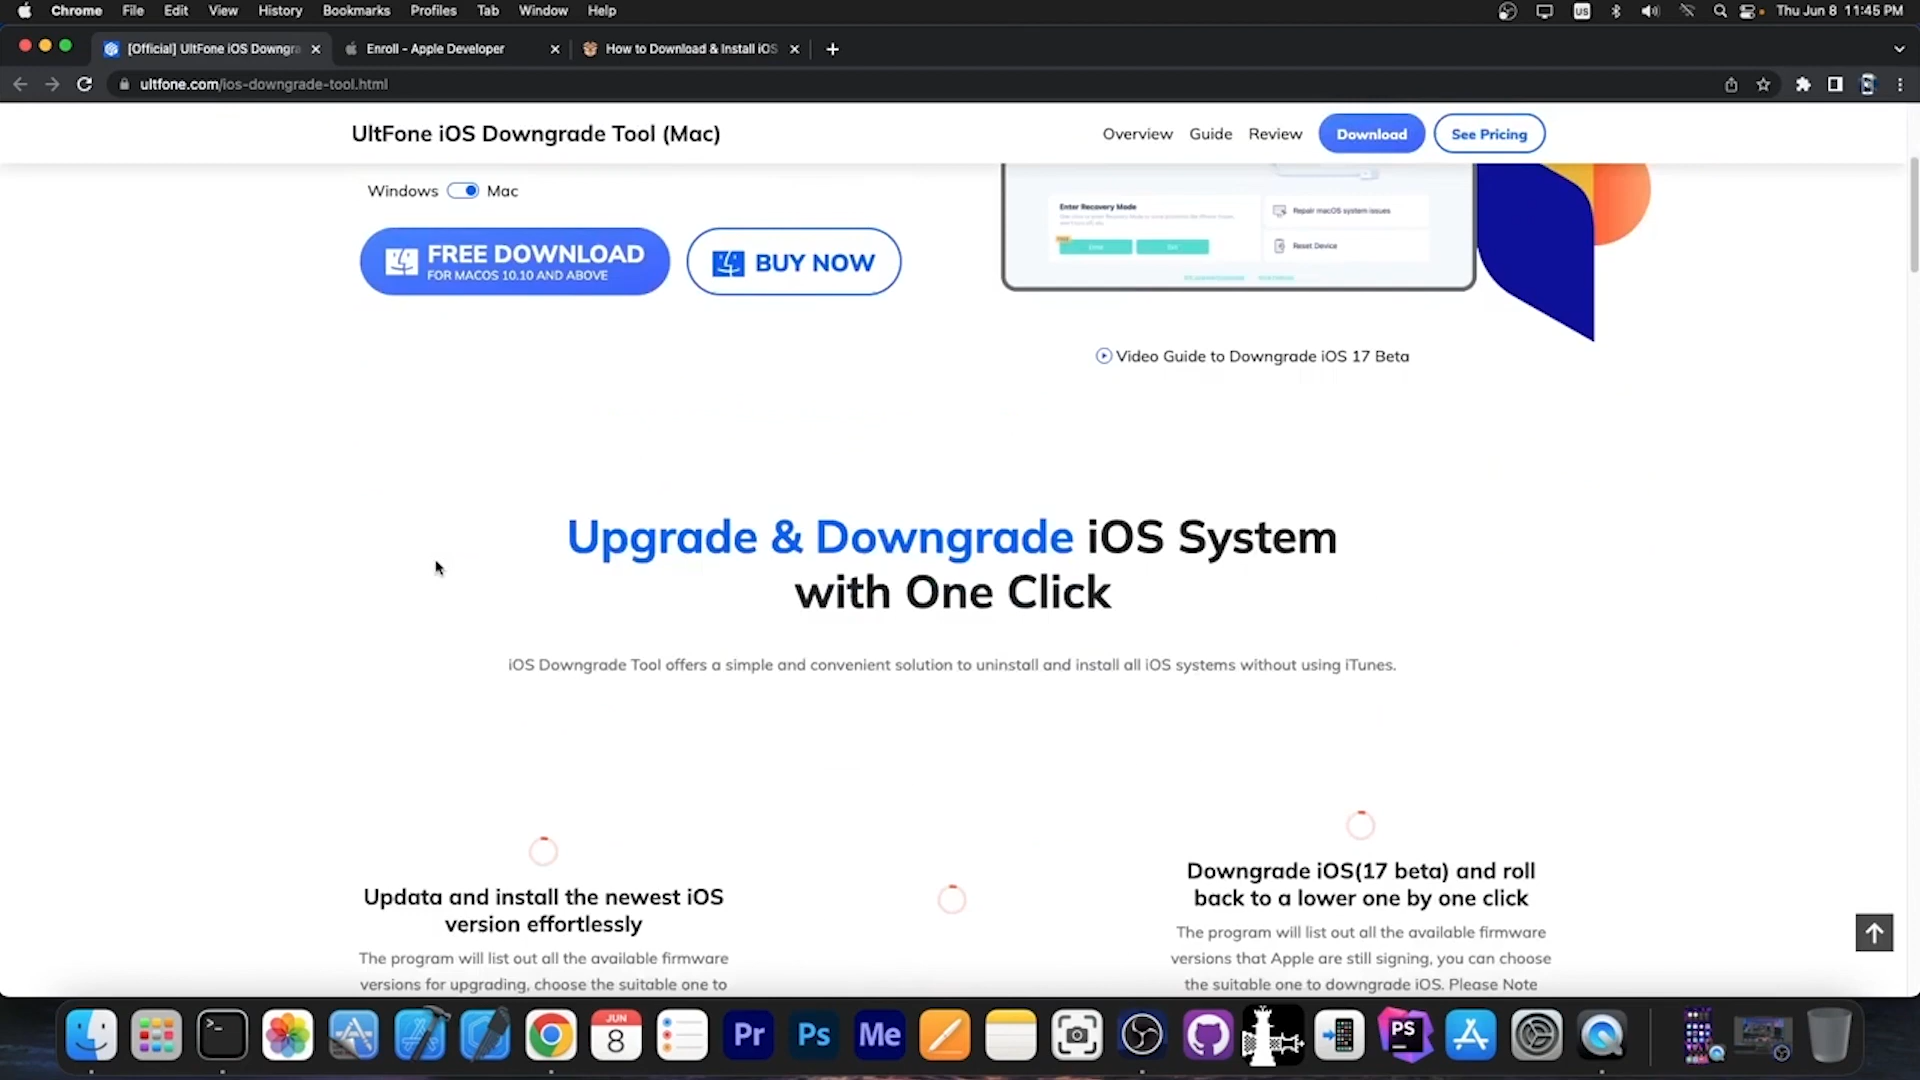 Chrome File Edit View History Bookmarks Profiles Tab Window Help US Thu Jun 8 11:45 PM
[Official] UltFone iOS Downgra Enroll - Apple Developer How to Download & Install iOS
ultfone.com/ios-downgrade-tool.html
UltFone iOS Downgrade Tool (Mac) Overview Guide Review Download See Pricing
Windows Mac
Enter Recovery Mode
Repair macOS system issues
Reset Device
FREE DOWNLOAD
FOR MACOS 10.10 AND ABOVE
BUY NOW
Video Guide to Downgrade iOS 17 Beta
Upgrade & Downgrade iOS System
with One Click
iOS Downgrade Tool offers a simple and convenient solution to uninstall and install all iOS systems without using iTunes.
Updata and install the newest iOS
version effortlessly
The program will list out all the available firmware
versions for upgrading, choose the suitable one to
Downgrade iOS(17 beta) and roll
back to a lower one by one click
The program will list out all the available firmware
versions that Apple are still signing, you can choose
the suitable one to downgrade iOS. Please Note
JUN
8
Pr
Ps
Me
PS